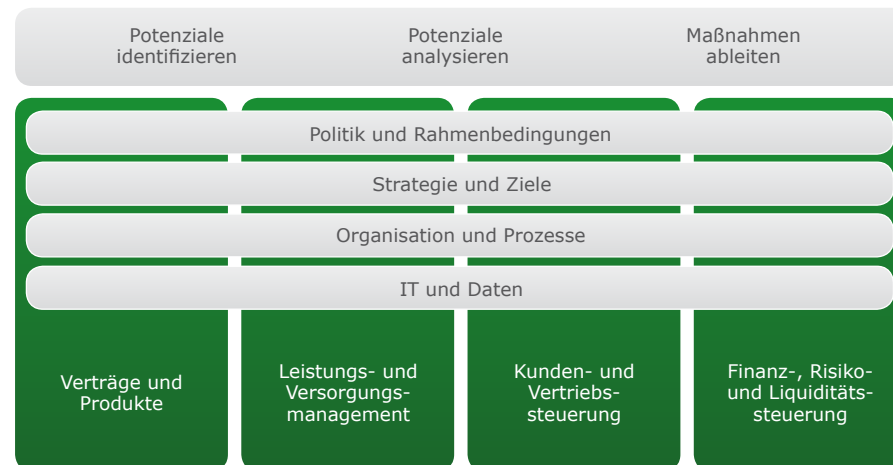 Potenziale
identifizieren
Potenziale
analysieren
Maßnahmen
ableiten
Politik und Rahmenbedingungen
Strategie und Ziele
Organisation und Prozesse
IT und Daten
Verträge und
Produkte
Leistungs- und
Versorgungs-
management
Kunden- und
Vertriebs-
steuerung
Finanz-, Risiko-
und Liquiditäts-
steuerung